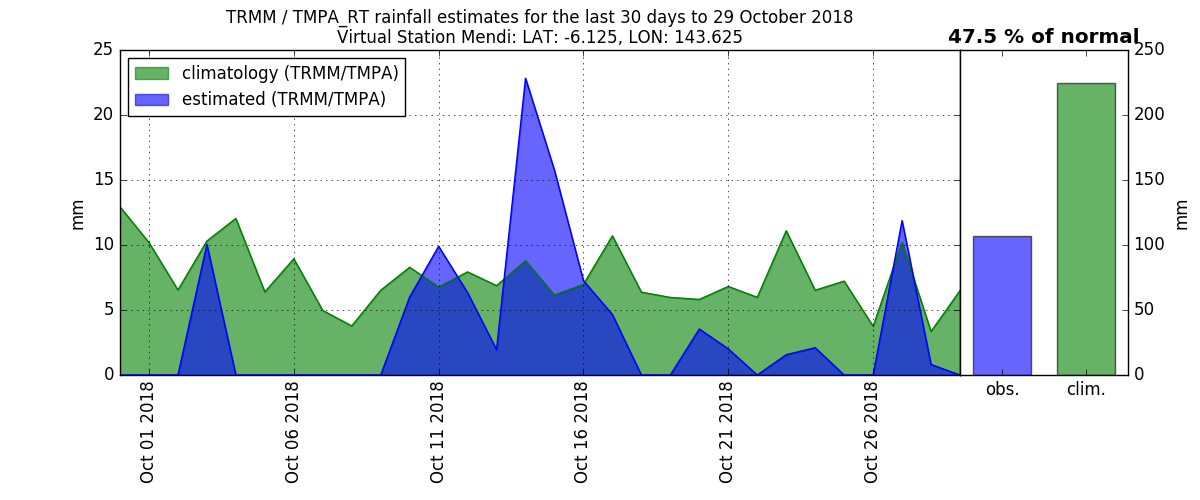 TRMM / TMPA_RT rainfall estimates for the last 30 days to 29 October 2018
Virtual Station Mendi: LAT: -6.125, LON: 143.625
47.5 % of normal
climatology (TRMM/TMPA)
estimated (TRMM/TMPA)
25
20
15
10
5
0
mm
Oct 01 2018
Oct 06 2018
Oct 11 2018
Oct 16 2018
Oct 21 2018
Oct 26 2018
obs.
clim.
250
200
150
100
50
0
mm